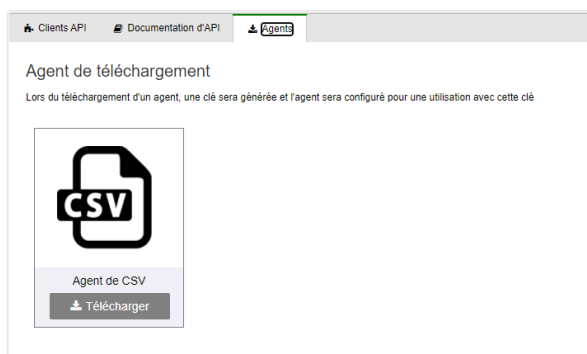 Clients API
Documentation d'API
Agents
Agent de téléchargement
Lors du téléchargement d'un agent, une clé sera générée et l'agent sera configuré pour une utilisation avec cette clé
CSV
Agent de CSV
Télécharger